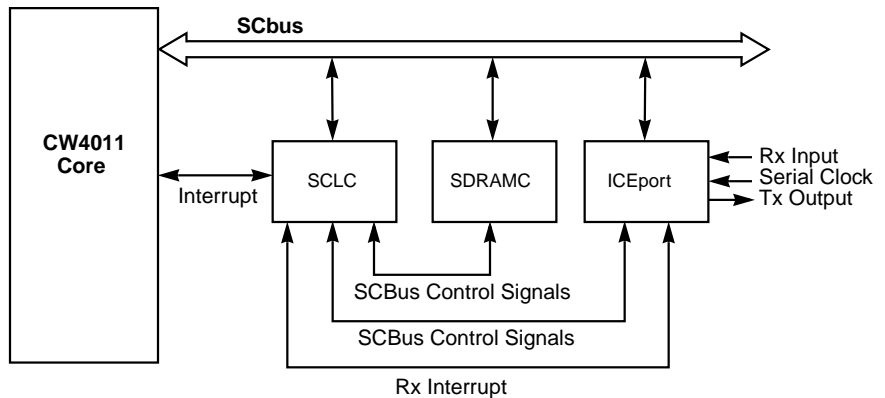 SCbus
CW4011
Core
Interrupt
SCLC
SDRAMC
ICEport
Rx Input
Serial Clock
Tx Output
SCBus Control Signals
SCBus Control Signals
Rx Interrupt